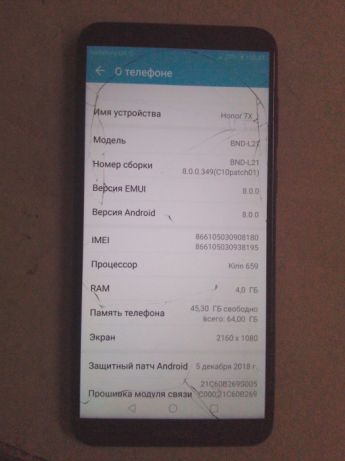 О телефоне
Имя устройства Honor 7X
Модель BND-L21
Номер сборки BND-L21
8.0.0.349(C10patch01)
Версия EMUI 8.0.0
Версия Android 8.0.0
IMEI 866105030908180
866105030938195
Процессор Kirin 659
RAM 4,0 ГБ
Память телефона 45,30 ГБ свободно
всего: 64,00 ГБ
Экран 2160 x 1080
Защитный патч Android 5 декабря 2018 г.
Прошивка модуля связи 21C60B269S005
C000,21C60B269